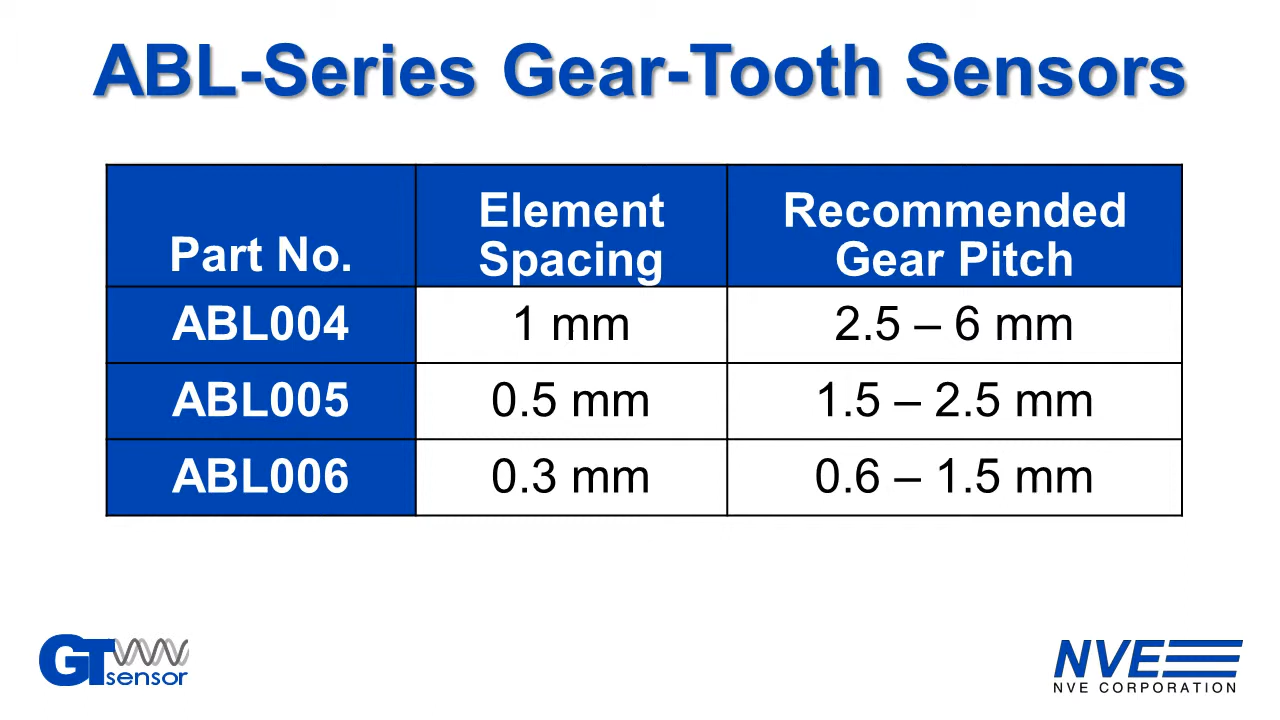 ABL-Series Gear-Tooth Sensors
Part No.
Element Spacing
Recommended Gear Pitch
ABL004 1 mm 2.5 – 6 mm
ABL005 0.5 mm 1.5 – 2.5 mm
ABL006 0.3 mm 0.6 – 1.5 mm
GT sensor
NVE
NVE CORPORATION